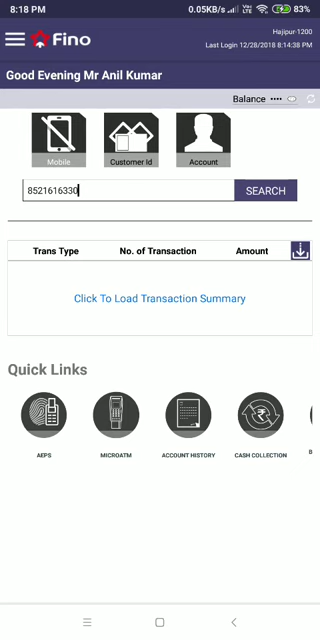 8:18 PM 0.05KB/s Vo) LTE 83%
Fino
Hajipur-1200
Last Login 12/28/2018 8:14:38 PM
Good Evening Mr Anil Kumar
Balance ••••
Mobile Customer Id Account
8521616330 SEARCH
Trans Type No. of Transaction Amount
Click To Load Transaction Summary
Quick Links
AEPS MICROATM ACCOUNT HISTORY CASH COLLECTION B